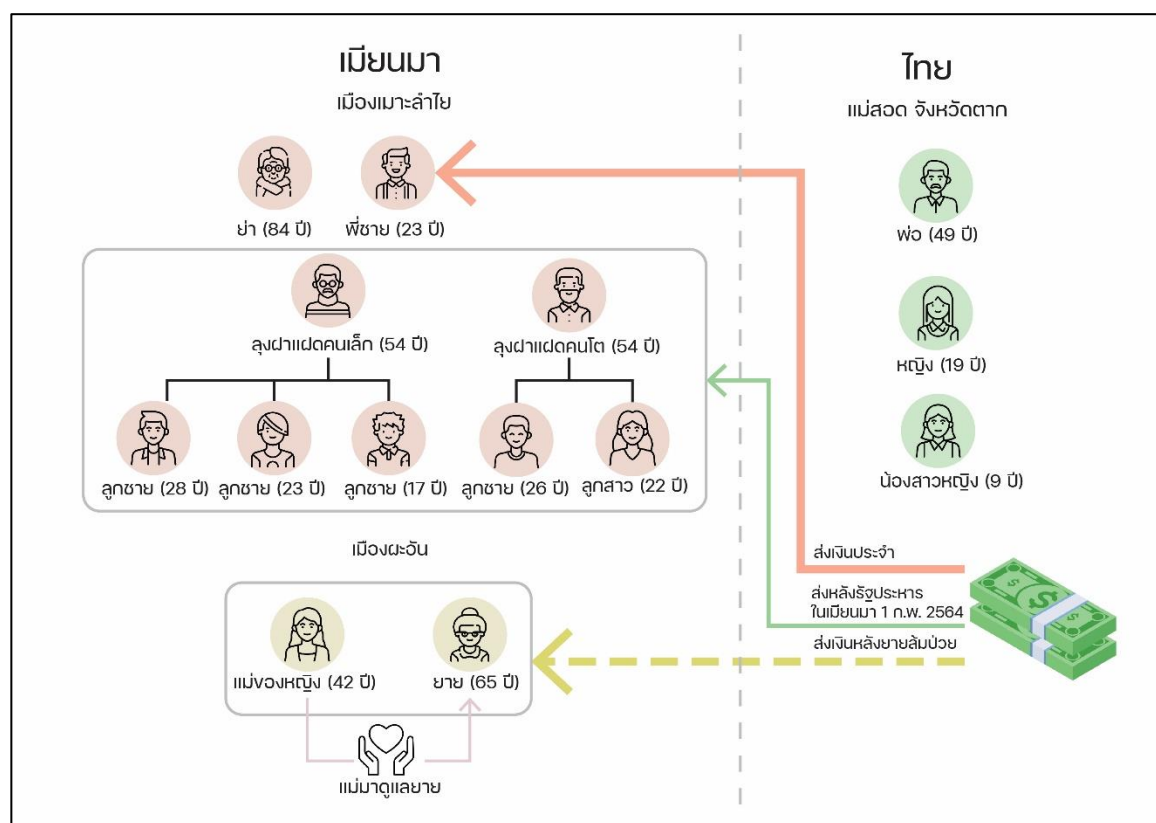 เมียนมา
เมืองเมาะลำไย
ย่า (84 ปี)
พี่ชาย (23 ปี)
ลุงฝาแฝดคนเล็ก (54 ปี)
ลุงฝาแฝดคนโต (54 ปี)
ลูกชาย (28 ปี)
ลูกชาย (23 ปี)
ลูกชาย (17 ปี)
ลูกชาย (26 ปี)
ลูกสาว (22 ปี)
เมืองผะอัน
แม่ของหญิง (42 ปี)
ยาย (65 ปี)
แม่มาดูแลยาย
ไทย
แม่สอด จังหวัดตาก
พ่อ (49 ปี)
หญิง (19 ปี)
น้องสาวหญิง (9 ปี)
ส่งเงินประจำ
ส่งหลังรัฐประหาร
ในเมียนมา 1 ก.พ. 2564
ส่งเงินหลังยายล้มป่วย